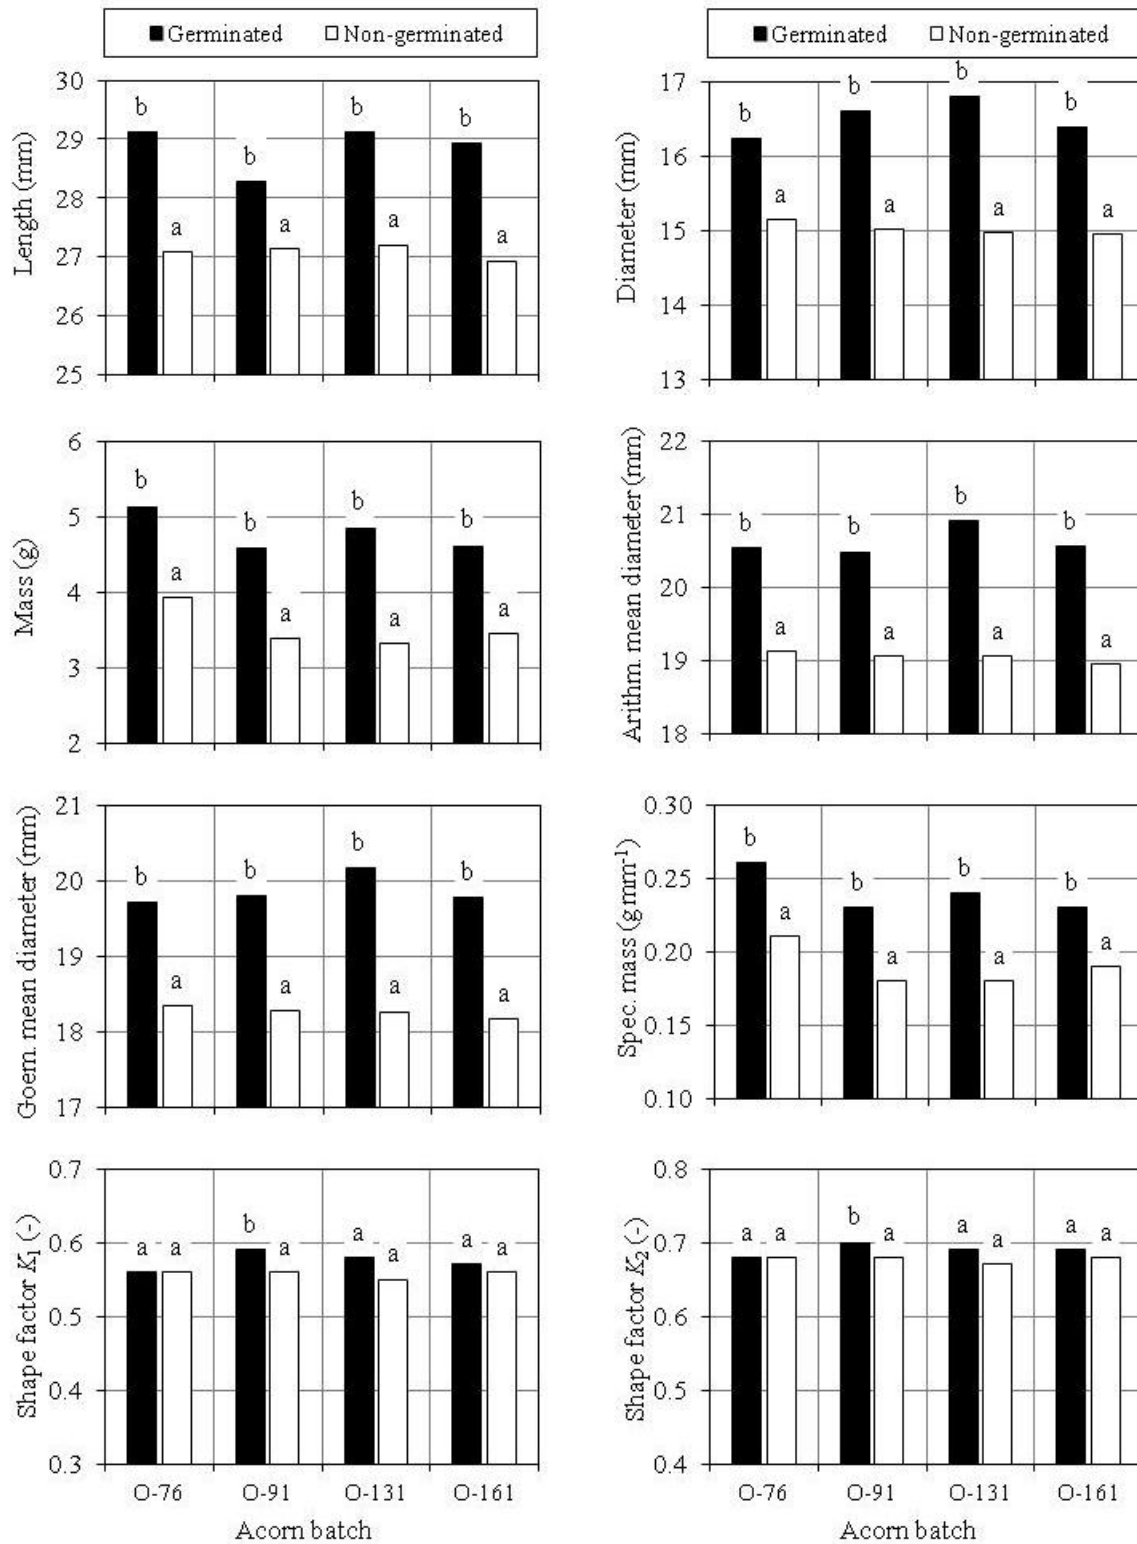 Germinated Non-germinated
Germinated Non-germinated
Length (mm)
30
29
28
27
26
25
b a b a b a b a
Diameter (mm)
17
16
15
14
13
b a b a b a b a
Mass (g)
6
5
4
3
2
b a b a b a b a
Arithm. mean diameter (mm)
22
21
20
19
18
b a b a b a b a
Goem. mean diameter (mm)
21
20
19
18
17
b a b a b a b a
Spec. mass (g mm-1)
0.30
0.25
0.20
0.15
0.10
b a b a b a b a
Shape factor K1 (-)
0.7
0.6
0.5
0.4
0.3
a a b a a a a a
O-76 O-91 O-131 O-161
Acorn batch
Shape factor K2 (-)
0.8
0.7
0.6
0.5
0.4
a a b a a a a a
O-76 O-91 O-131 O-161
Acorn batch